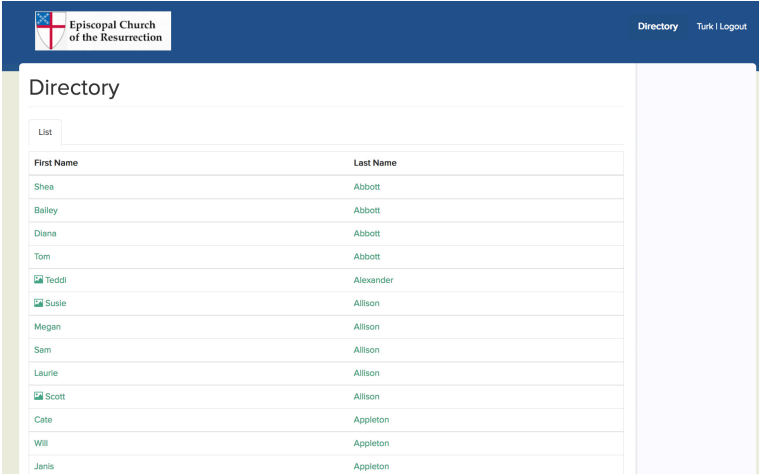 Episcopal Church
of the Resurrection
Directory Turk | Logout
Directory
List
First Name Last Name
Shea Abbott
Bailey Abbott
Diana Abbott
Tom Abbott
Teddi Alexander
Susie Allison
Megan Allison
Sam Allison
Laurie Allison
Scott Allison
Cate Appleton
Will Appleton
Janis Appleton